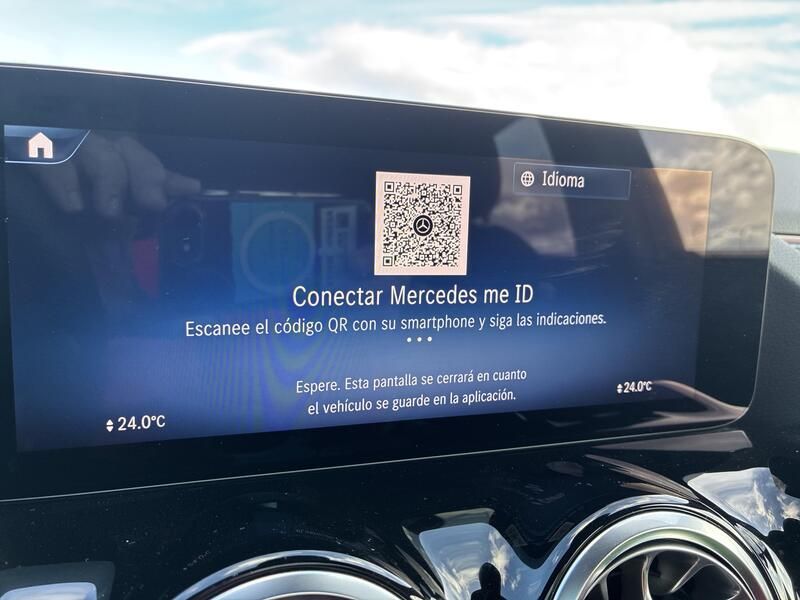 Idioma
Conectar Mercedes me ID
Escanee el código QR con su smartphone y siga las indicaciones.
Espere. Esta pantalla se cerrará en cuanto
el vehículo se guarde en la aplicación.
24.0°C
24.0°C